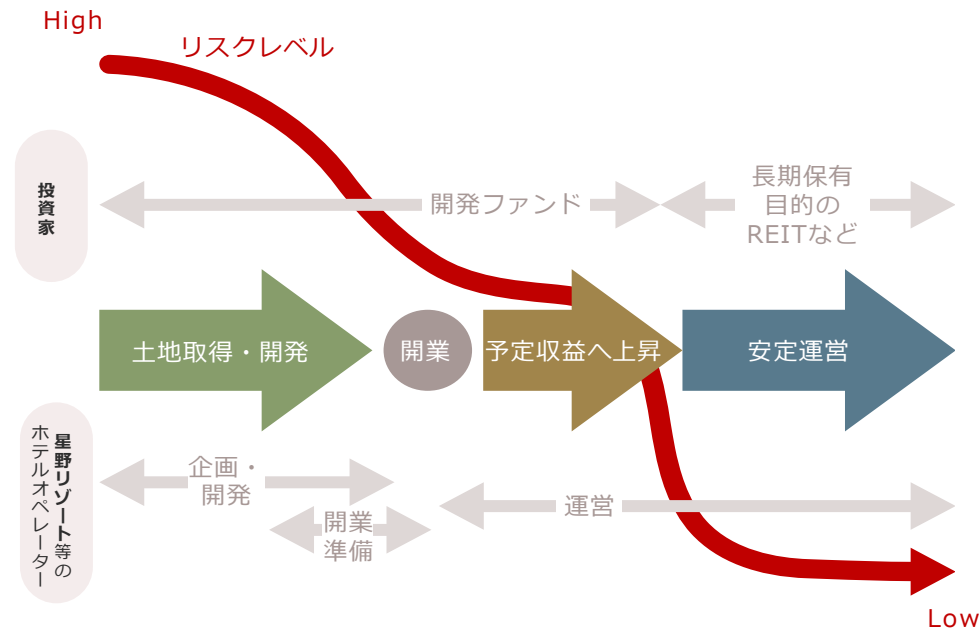 High
リスクレベル
投資家
開発ファンド
長期保有
目的の
REITなど
土地取得・開発
開業
予定収益へ上昇
安定運営
星野リゾート等の
ホテルオペレーター
企画・
開発
開業
準備
運営
Low